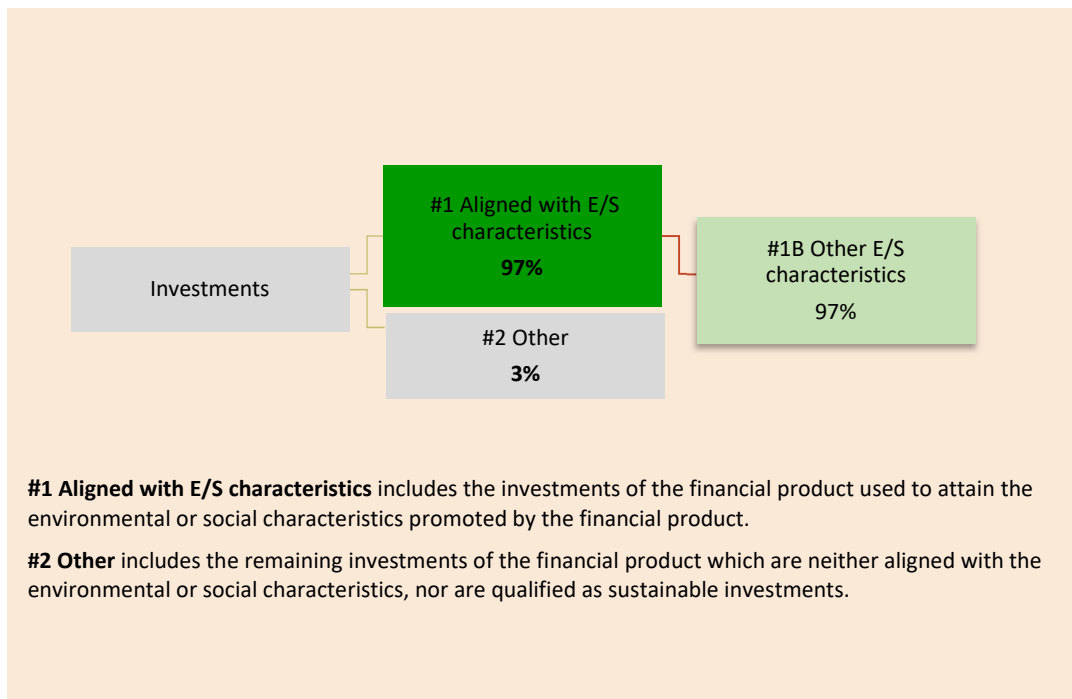 Investments
#1 Aligned with E/S
characteristics
97%
#2 Other
3%
#1B Other E/S
characteristics
97%
#1 Aligned with E/S characteristics includes the investments of the financial product used to attain the
environmental or social characteristics promoted by the financial product.
#2 Other includes the remaining investments of the financial product which are neither aligned with the
environmental or social characteristics, nor are qualified as sustainable investments.